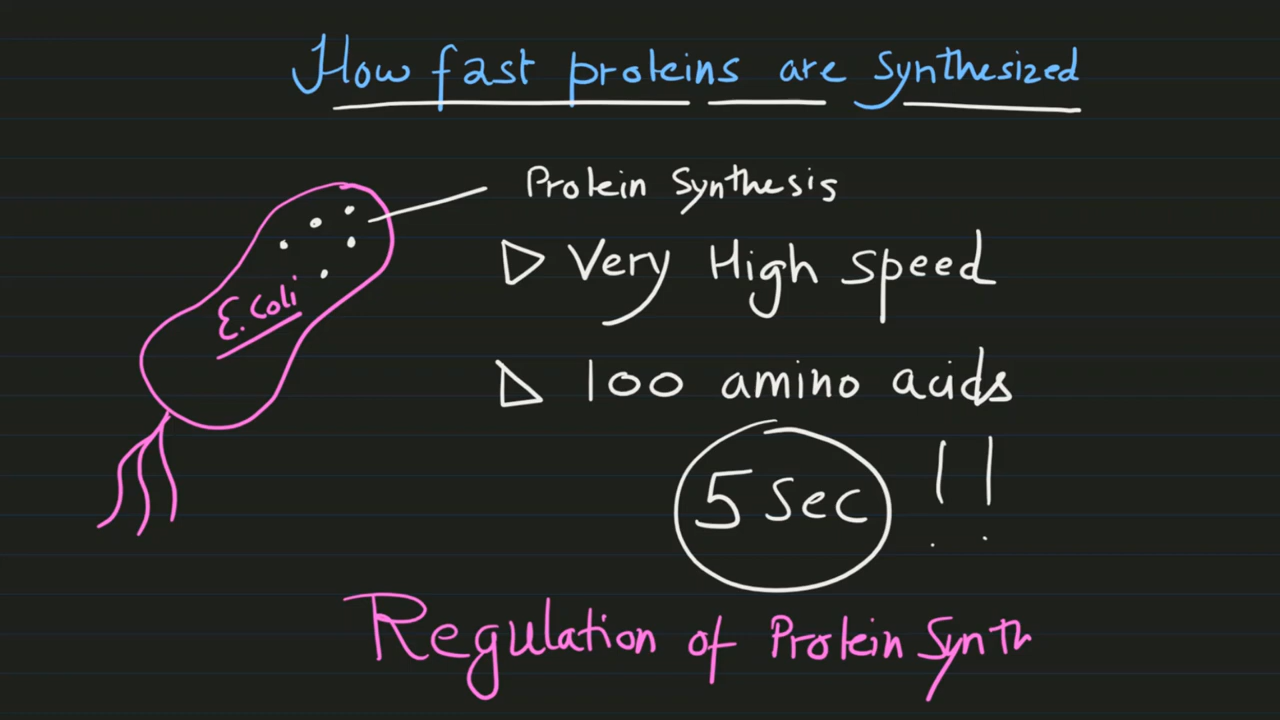 How fast proteins are synthesized
Protein Synthesis
Very High speed
E. Coli
100 amino acids
5 Sec !!
Regulation of Protein Synth